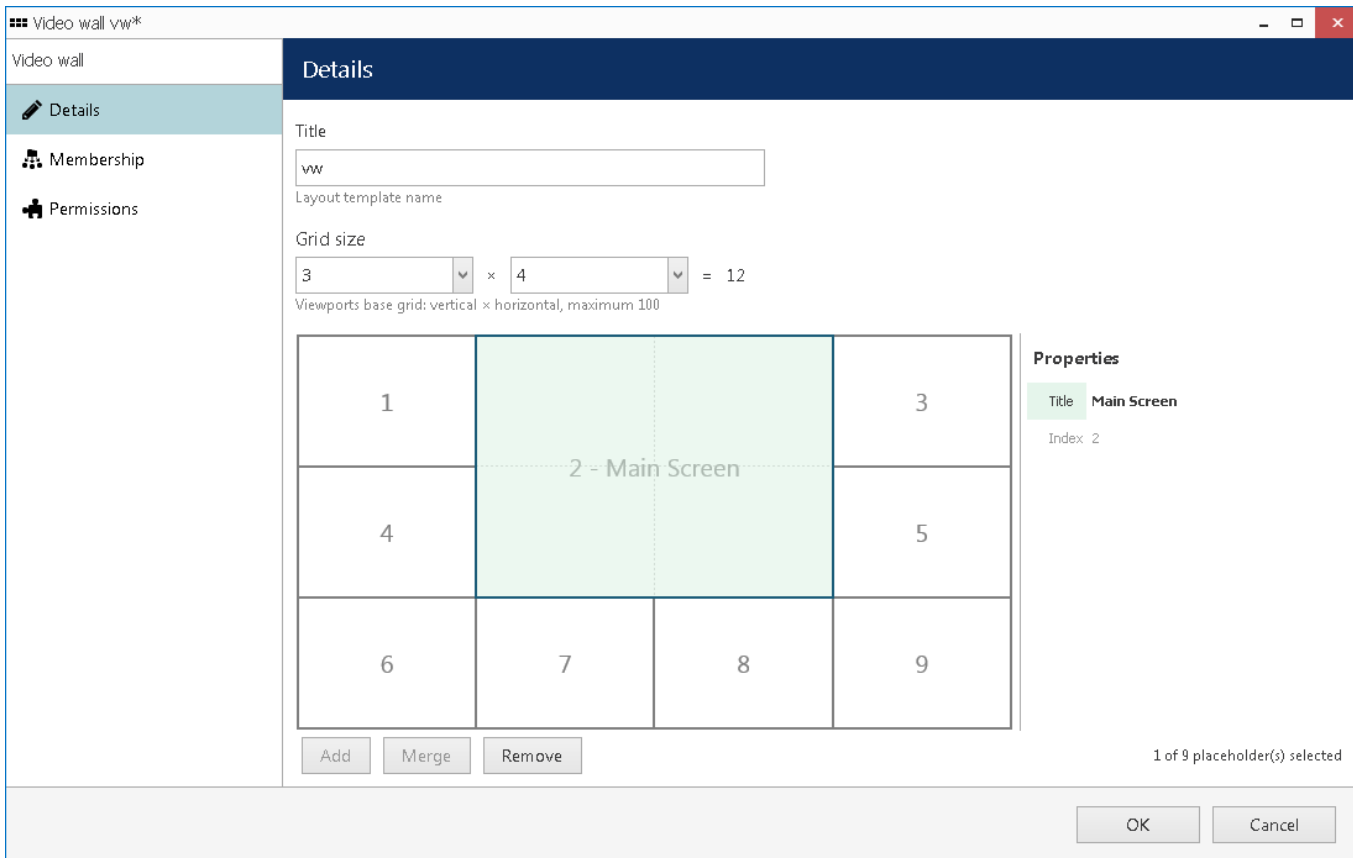 Video wall vw*
Video wall
Details
Membership
Permissions
Details
Title
vw
Layout template name
Grid size
3 × 4 = 12
Viewports base grid: vertical × horizontal, maximum 100
1
2 - Main Screen
3
4
5
6
7
8
9
Properties
Title Main Screen
Index 2
Add
Merge
Remove
1 of 9 placeholder(s) selected
OK
Cancel